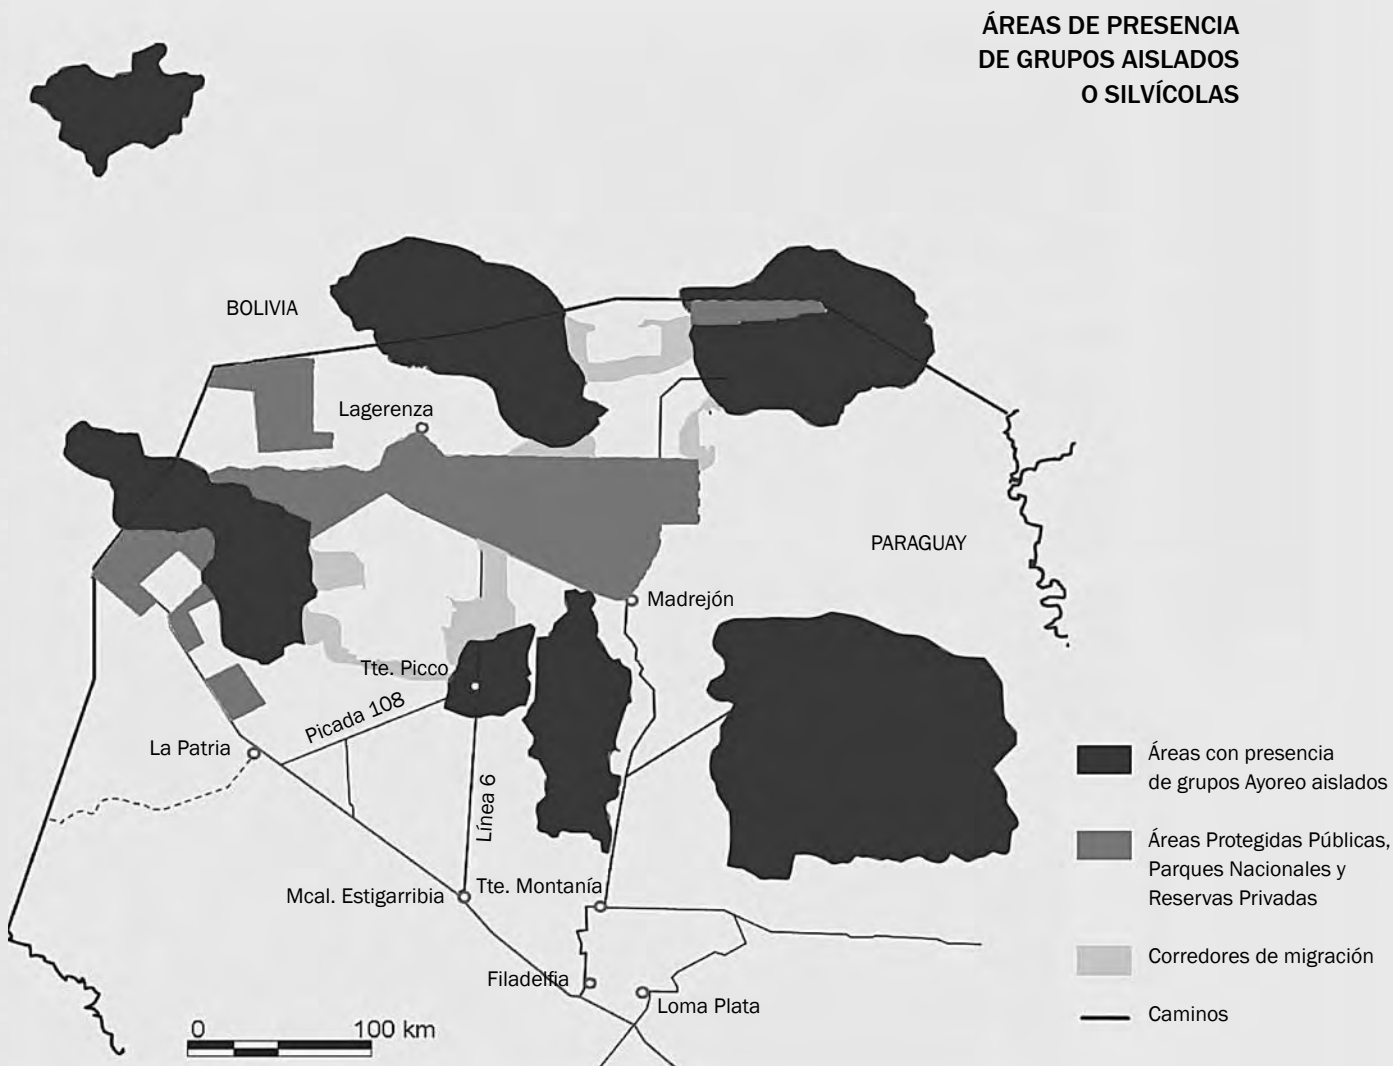 ÁREAS DE PRESENCIA
DE GRUPOS AISLADOS
O SILVÍCOLAS
BOLIVIA
Lagerenza
PARAGUAY
Madrejón
Tte. Picco
Picada 108
La Patria
Línea 6
Mcal. Estigarribia
Tte. Montanía
Filadelfia
Loma Plata
0 100 km
Áreas con presencia
de grupos Ayoreo aislados
Áreas Protegidas Públicas,
Parques Nacionales y
Reservas Privadas
Corredores de migración
Caminos